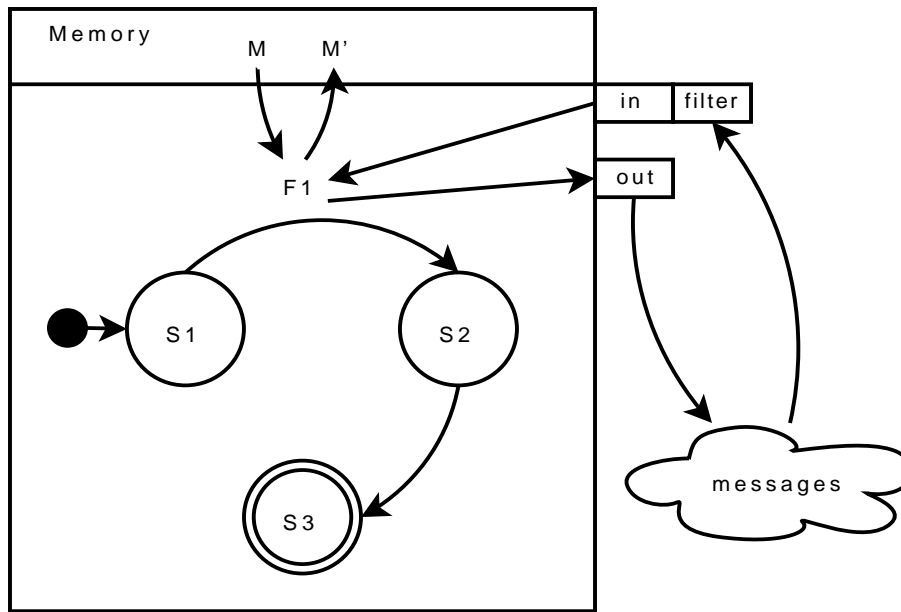 Memory
M M'
in filter
F1
out
S1 S2
messages
S3